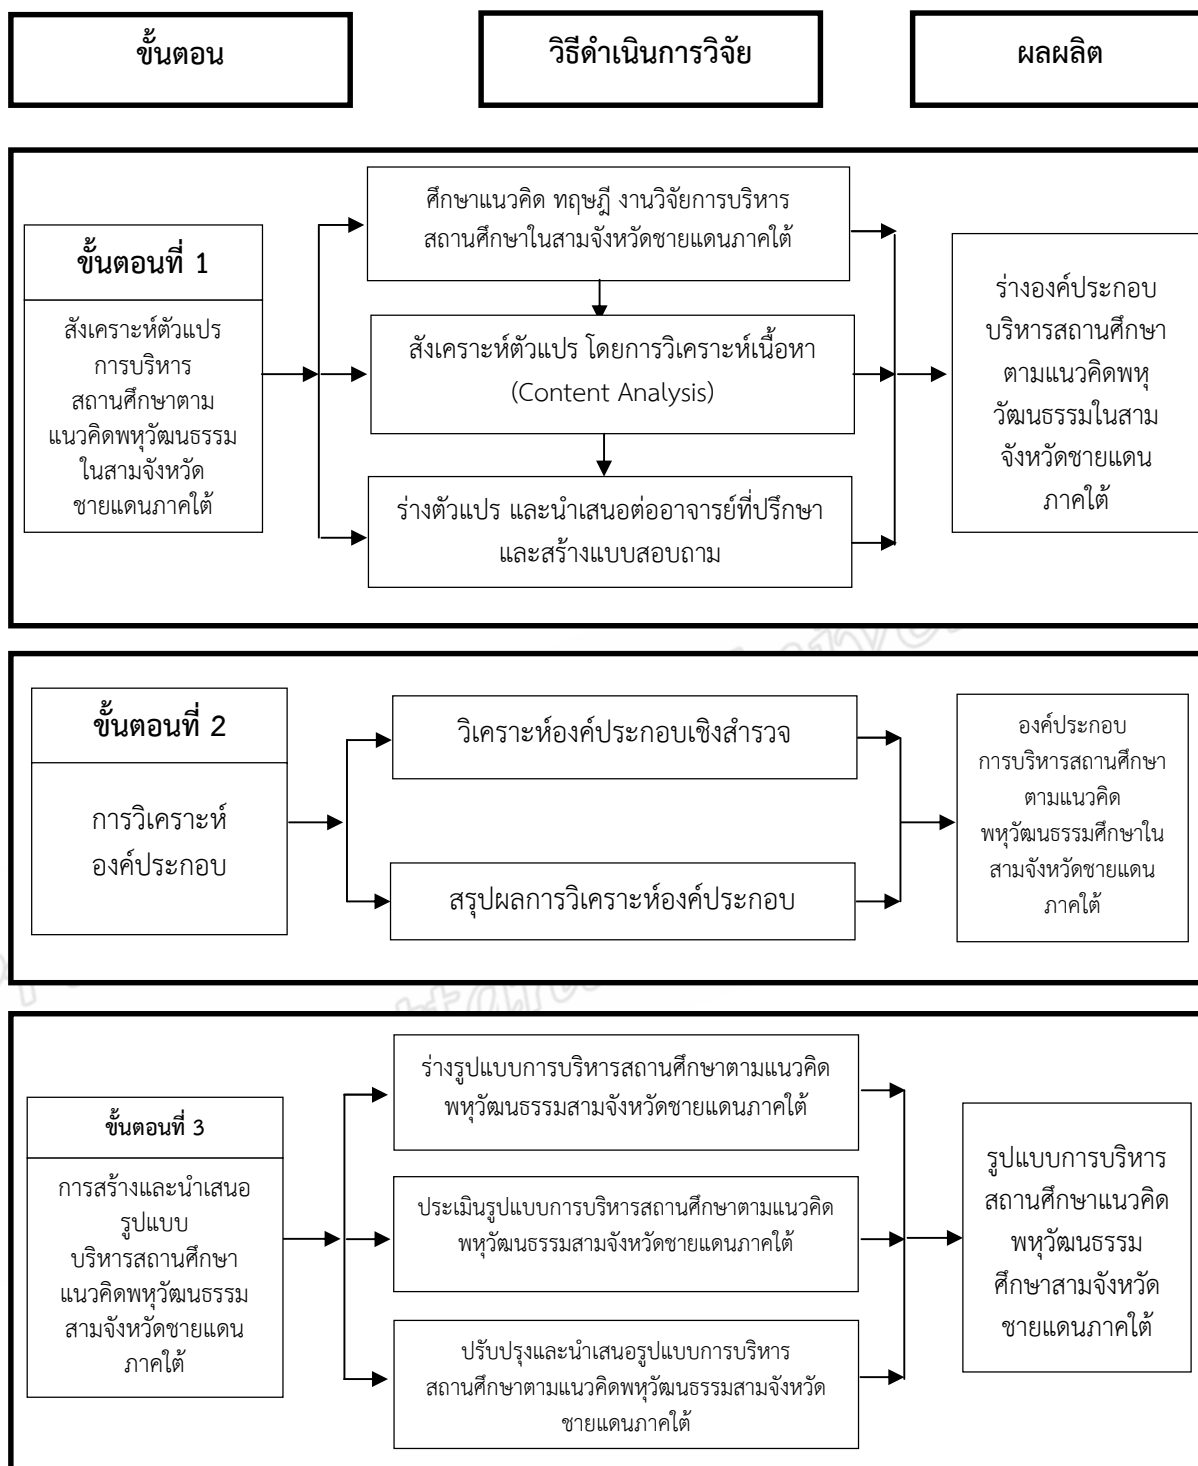 ขั้นตอน
วิธีดำเนินการวิจัย
ผลผลิต
ขั้นตอนที่ 1
สังเคราะห์ตัวแปร
การบริหาร
สถานศึกษาตาม
แนวคิดพหุวัฒนธรรม
ในสามจังหวัด
ชายแดนภาคใต้
ศึกษาแนวคิด ทฤษฎี งานวิจัยการบริหาร
สถานศึกษาในสามจังหวัดชายแดนภาคใต้
สังเคราะห์ตัวแปร โดยการวิเคราะห์เนื้อหา
(Content Analysis)
ร่างตัวแปร และนำเสนอต่ออาจารย์ที่ปรึกษา
และสร้างแบบสอบถาม
ร่างองค์ประกอบ
บริหารสถานศึกษา
ตามแนวคิดพหุ
วัฒนธรรมในสาม
จังหวัดชายแดน
ภาคใต้
ขั้นตอนที่ 2
การวิเคราะห์
องค์ประกอบ
วิเคราะห์องค์ประกอบเชิงสำรวจ
สรุปผลการวิเคราะห์องค์ประกอบ
องค์ประกอบ
การบริหารสถานศึกษา
ตามแนวคิด
พหุวัฒนธรรมศึกษาใน
สามจังหวัดชายแดน
ภาคใต้
ขั้นตอนที่ 3
การสร้างและนำเสนอ
รูปแบบ
บริหารสถานศึกษา
แนวคิดพหุวัฒนธรรม
สามจังหวัดชายแดน
ภาคใต้
ร่างรูปแบบการบริหารสถานศึกษาตามแนวคิด
พหุวัฒนธรรมสามจังหวัดชายแดนภาคใต้
ประเมินรูปแบบการบริหารสถานศึกษาตามแนวคิด
พหุวัฒนธรรมสามจังหวัดชายแดนภาคใต้
ปรับปรุงและนำเสนอรูปแบบการบริหาร
สถานศึกษาตามแนวคิดพหุวัฒนธรรมสามจังหวัด
ชายแดนภาคใต้
รูปแบบการบริหาร
สถานศึกษาแนวคิด
พหุวัฒนธรรม
ศึกษาสามจังหวัด
ชายแดนภาคใต้